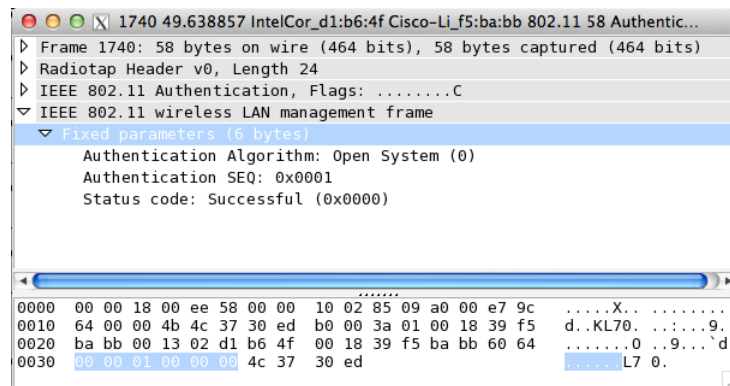 1740 49.638857 IntelCor_d1:b6:4f Cisco-Li_f5:ba:bb 802.11 58 Authentic...
Frame 1740: 58 bytes on wire (464 bits), 58 bytes captured (464 bits)
Radiotap Header v0, Length 24
IEEE 802.11 Authentication, Flags: ........C
IEEE 802.11 wireless LAN management frame
Fixed parameters (6 bytes)
Authentication Algorithm: Open System (0)
Authentication SEQ: 0x0001
Status code: Successful (0x0000)
0000 00 00 18 00 ee 58 00 00 10 02 85 09 a0 00 e7 9c .....X.. ........
0010 64 00 00 4b 4c 37 30 ed b0 00 3a 01 00 18 39 f5 d..KL70. ..:...9.
0020 ba bb 00 13 02 d1 b6 4f 00 18 39 f5 ba bb 60 64 .......O ..9...`d
0030 00 00 01 00 00 00 4c 37 30 ed ......L7 0.